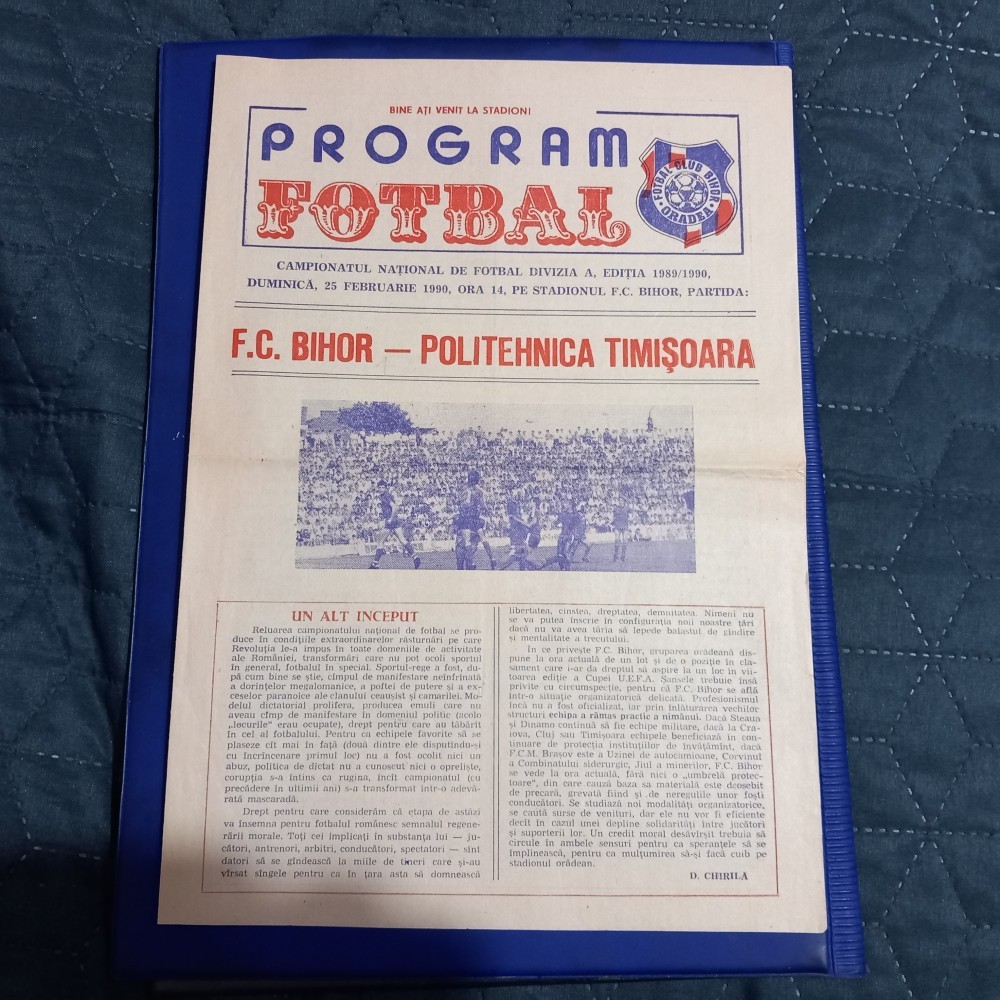 BINE AȚI VENIT LA STADION!
PROGRAM
FOTBAL
FOTBAL CLUB BIHOR
ORADEA
CAMPIONATUL NAȚIONAL DE FOTBAL DIVIZIA A, EDIȚIA 1989/1990,
DUMINICĂ, 25 FEBRUARIE 1990, ORA 14, PE STADIONUL F.C. BIHOR, PARTIDA:
F.C. BIHOR — POLITEHNICA TIMIȘOARA
UN ALT INCEPUT
Reluarea campionatului național de fotbal se pro-
duce în condițiile extraordinarelor răsturnări pe care
Revoluția le-a impus în toate domeniile de activitate
ale României, transformări care nu pot ocoli sportul
în general, fotbalul în special. Sportul-rege a fost, du-
pă cum bine se știe, cîmpul de manifestare neînfrînată
a dorințelor megalomanice, a poftei de putere și a ex-
ceselor paranoice ale clanului ceaușist și camarilei. Mo-
delul dictatorial prolifera, producea emuli care nu
aveau cîmp de manifestare în domeniul politic (acolo
„locurile" erau ocupate), drept pentru care au tăbărît
în cel al fotbalului. Pentru ca echipele favorite să se
plaseze cît mai în față (două dintre ele disputîndu-și
cu încrîncenare primul loc) nu a fost ocolit nici un
abuz, politica de dictat nu a cunoscut nici o opreliște,
corupția s-a întins ca rugina, încît campionatul (cu
precădere în ultimii ani) s-a transformat într-o adevă-
rată mascaradă.
Drept pentru care considerăm că etapa de astăzi
va însemna pentru fotbalul românesc semnalul regene-
rării morale. Toți cei implicați în substanța lui — ju-
cători, antrenori, arbitri, conducători, spectatori — sînt
datori să se gîndească la miile de tineri care și-au
vîrsat sîngele pentru ca în țara asta să domnească
libertatea, cinstea, dreptatea, demnitatea. Nimeni nu
se va putea înscrie în configurația noii noastre țări
dacă nu va avea tăria să lepede balastul de gîndire
și mentalitate a trecutului.
In ce privește F.C. Bihor, gruparea orădeană dis-
pune la ora actuală de un lot și de o poziție în cla-
sament care i-ar da dreptul să aspire la un loc în vii-
toarea ediție a Cupei U.E.F.A. Șansele trebuie însă
privite cu circumspecție, pentru că F.C. Bihor se află
într-o situație organizatorică delicată. Profesionismul
încă nu a fost oficializat, iar prin înlăturarea vechilor
structuri echipa a rămas practic a nimănui. Dacă Steaua
și Dinamo continuă să fie echipe militare, dacă la Cra-
iova, Cluj sau Timișoara echipele beneficiază în con-
tinuare de protecția instituțiilor de învățămînt, dacă
F.C.M. Brașov este a Uzinei de autocamioane, Corvinul
a Combinatului siderurgic, Jiul a minerilor, F.C. Bihor
se vede la ora actuală, fără nici o „umbrelă protec-
toare", din care cauză baza sa materială este deosebit
de precară, grevată fiind și de neregulile unor foști
conducători. Se studiază noi modalități organizatorice,
se caută surse de venituri, dar ele nu vor fi eficiente
decît în cazul unei depline solidarități între jucători
și suporterii lor. Un credit moral desăvîrșit trebuia să
circule în ambele sensuri pentru ca speranțele să se
împlinească, pentru ca mulțumirea să-și facă cuib pe
stadionul orădean.
D. CHIRILĂ